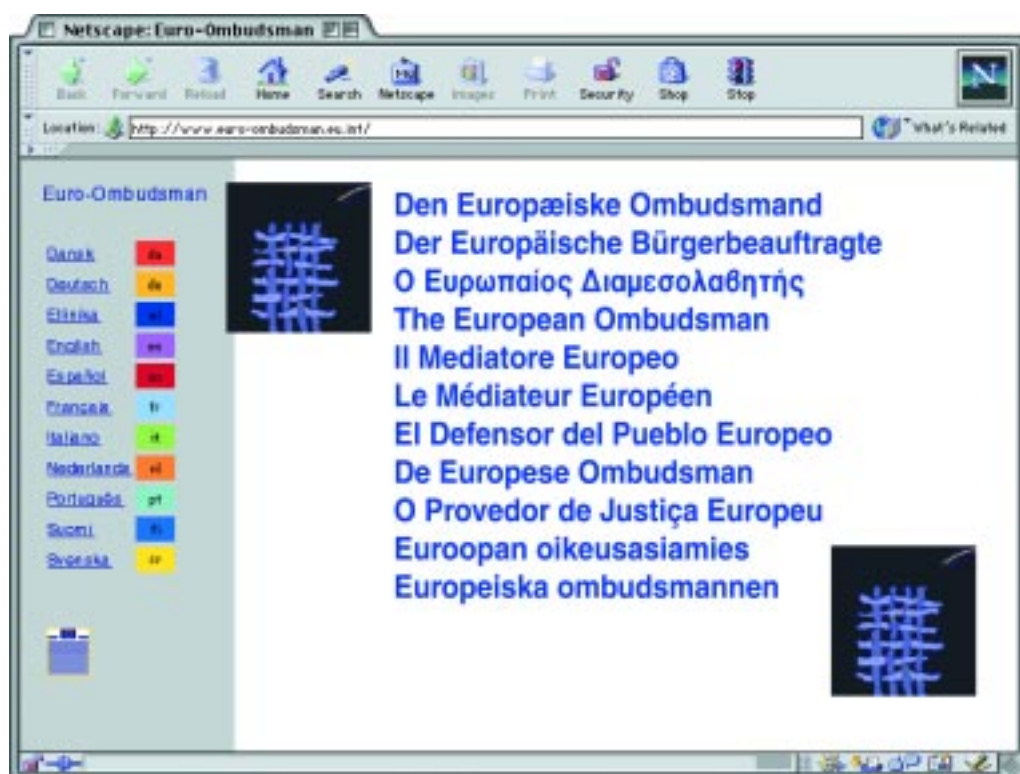 Netscape: Euro-Ombudsman
Back Forward Reload Home Search Netscape Images Print Security Shop Stop
Location: http://www.euro-ombudsman.eu.int/ What's Related
Euro-Ombudsman
Dansk da
Deutsch de
Ellinika el
English en
Español es
Français fr
Italiano it
Nederlands nl
Português pt
Suomi fi
Svenska sv
Den Europæiske Ombudsmand
Der Europäische Bürgerbeauftragte
Ο Ευρωπαίος Διαμεσολαβητής
The European Ombudsman
Il Mediatore Europeo
Le Médiateur Européen
El Defensor del Pueblo Europeo
De Europese Ombudsman
O Provedor de Justiça Europeu
Euroopan oikeusasiamies
Europeiska ombudsmannen